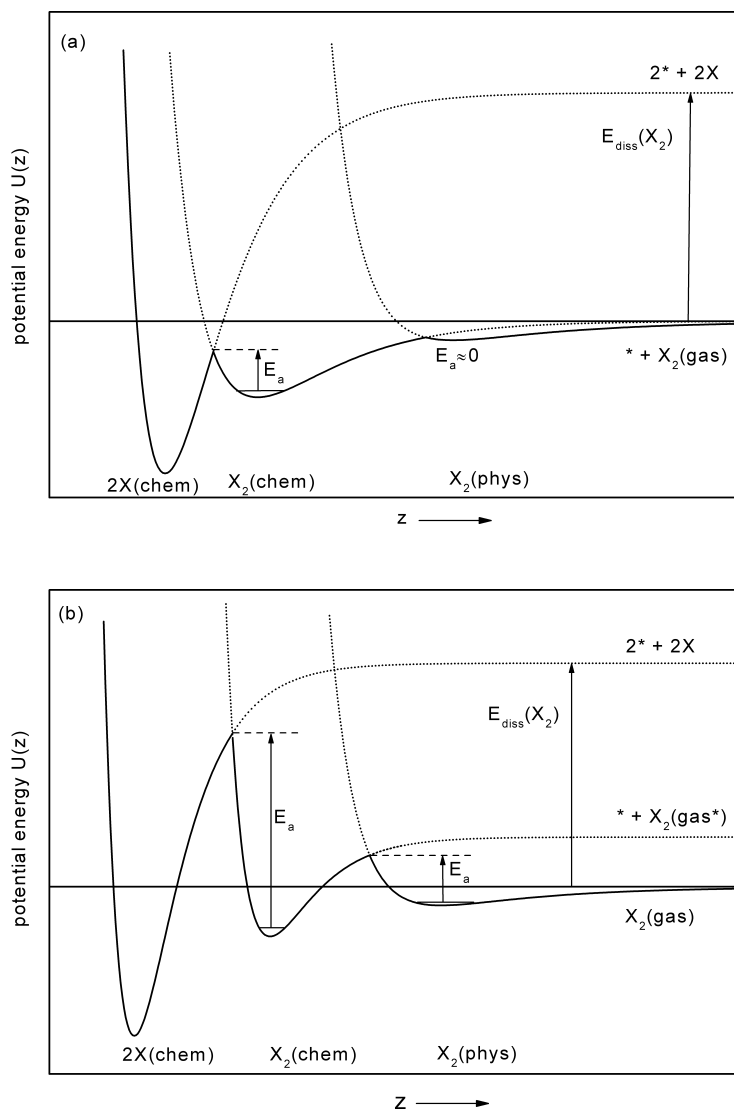 (a)
2* + 2X
E_diss(X_2)
potential energy U(z)
E_a
E_a≈0
* + X_2(gas)
2X(chem) X_2(chem) X_2(phys)
z
(b)
2* + 2X
E_diss(X_2)
* + X_2(gas*)
potential energy U(z)
E_a
E_a
X_2(gas)
2X(chem) X_2(chem) X_2(phys)
z